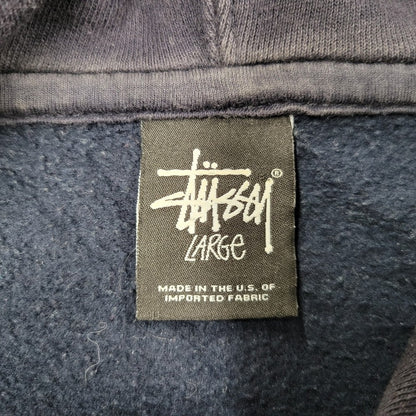 Stüssy ®
LARGE
MADE IN THE U.S. OF
IMPORTED FABRIC